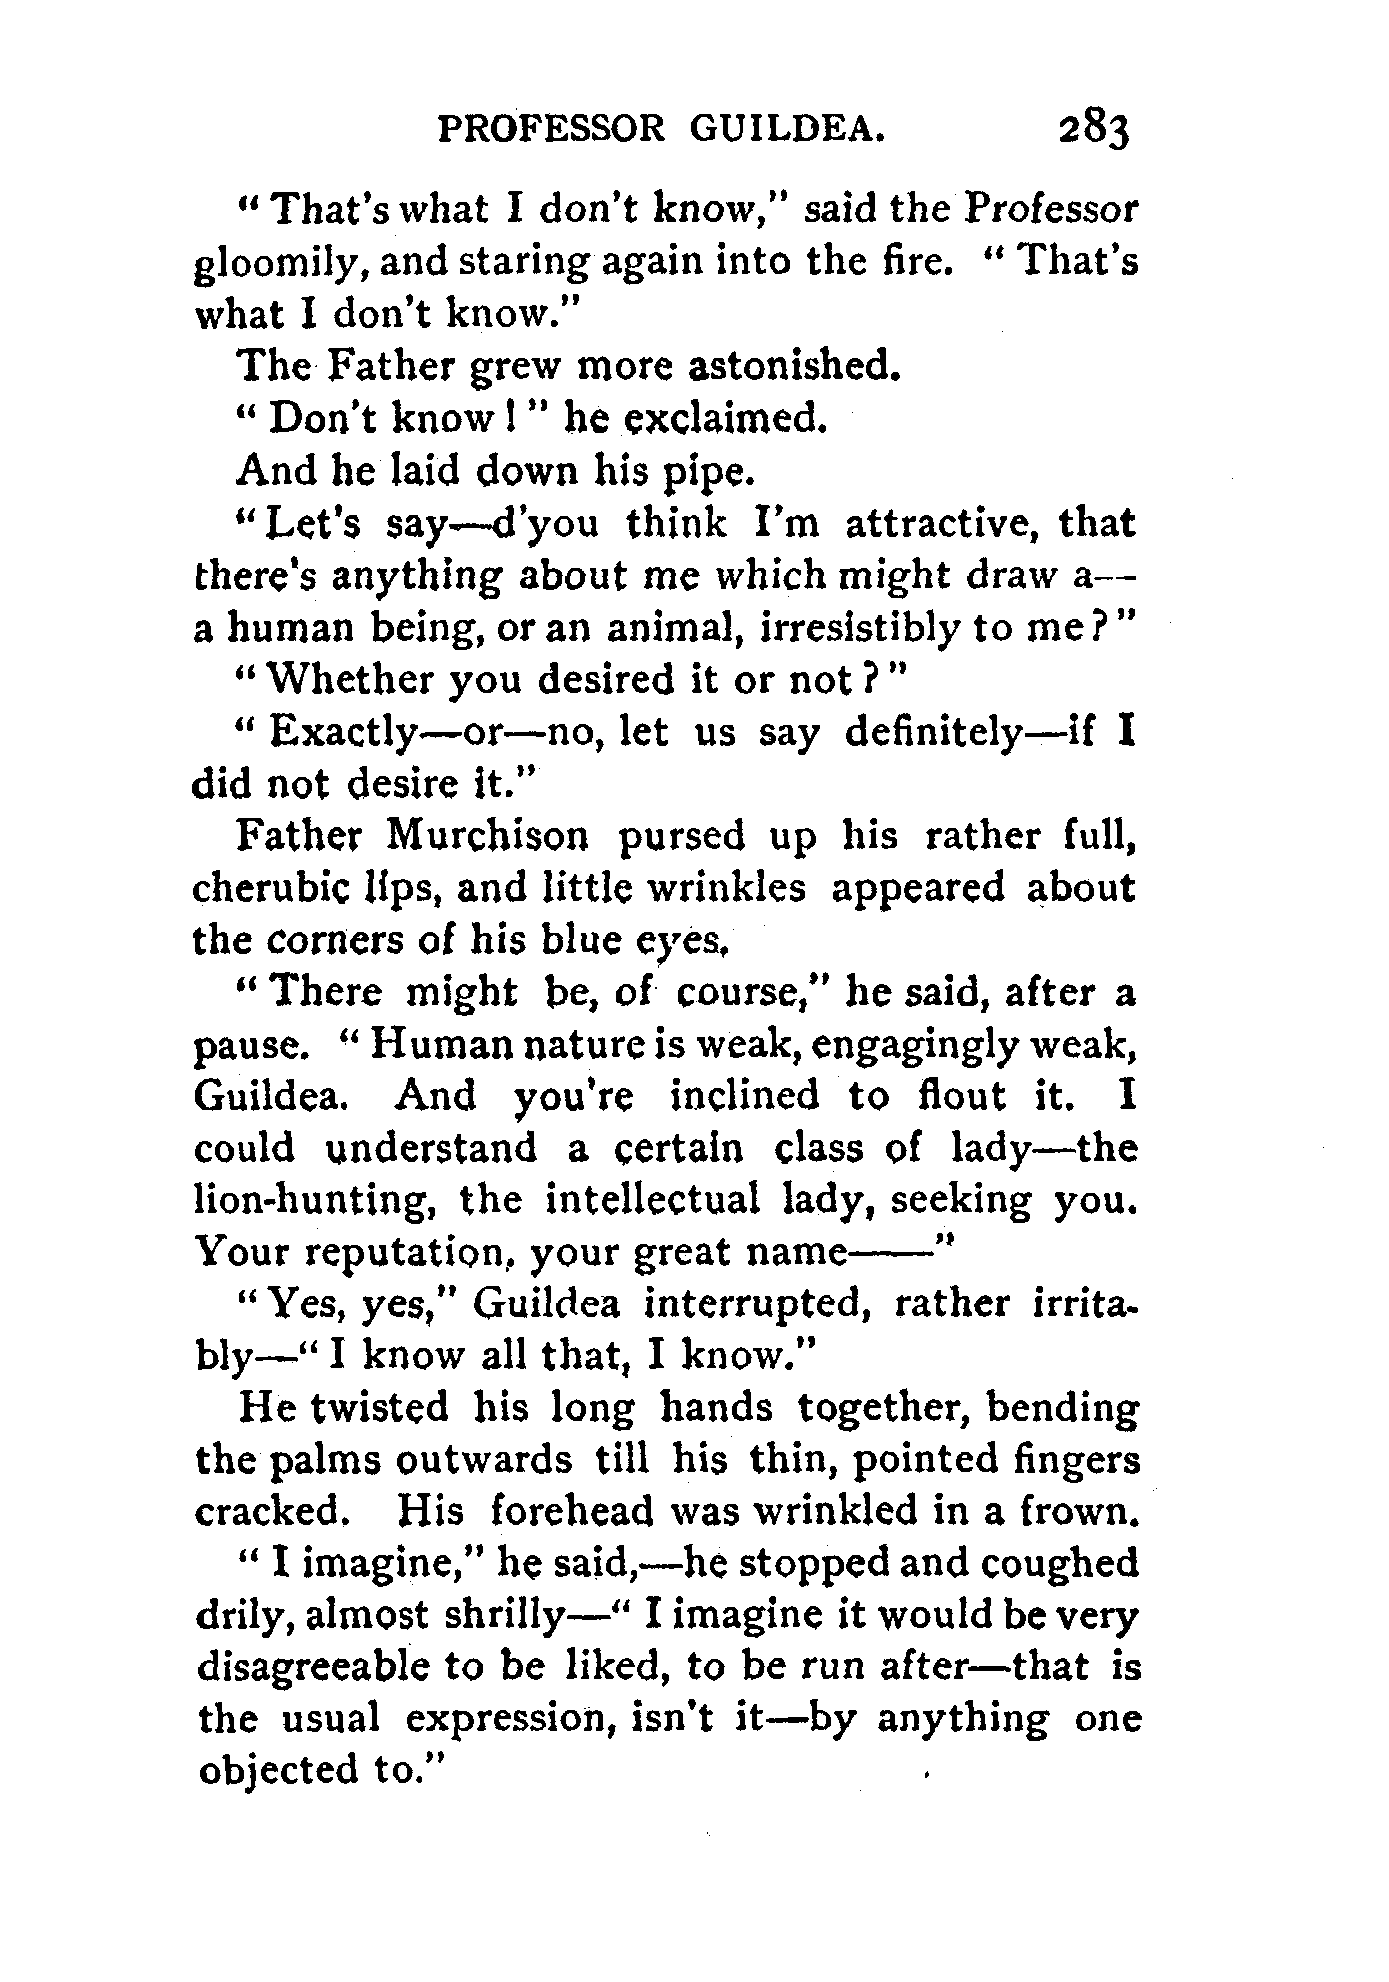 PROFESSOR GUILDEA. 283
"That's what I don't know," said the Professor
gloomily, and staring again into the fire. "That's
what I don't know."
The Father grew more astonished.
"Don't know!" he exclaimed.
And he laid down his pipe.
"Let's say—d'you think I'm attractive, that
there's anything about me which might draw a—
a human being, or an animal, irresistibly to me?"
"Whether you desired it or not?"
"Exactly—or—no, let us say definitely—if I
did not desire it."
Father Murchison pursed up his rather full,
cherubic lips, and little wrinkles appeared about
the corners of his blue eyes.
"There might be, of course," he said, after a
pause. "Human nature is weak, engagingly weak,
Guildea. And you're inclined to flout it. I
could understand a certain class of lady—the
lion-hunting, the intellectual lady, seeking you.
Your reputation, your great name——"
"Yes, yes," Guildea interrupted, rather irrita-
bly—"I know all that, I know."
He twisted his long hands together, bending
the palms outwards till his thin, pointed fingers
cracked. His forehead was wrinkled in a frown.
"I imagine," he said,—he stopped and coughed
drily, almost shrilly—"I imagine it would be very
disagreeable to be liked, to be run after—that is
the usual expression, isn't it—by anything one
objected to."